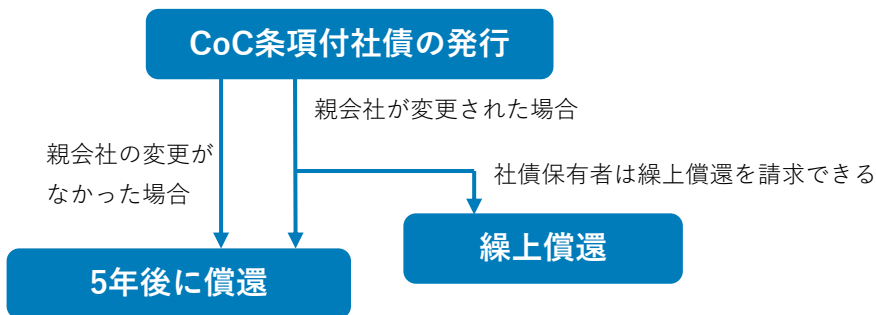 CoC条項付社債の発行
親会社が変更された場合
親会社の変更が
なかった場合
社債保有者は繰上償還を請求できる
繰上償還
5年後に償還